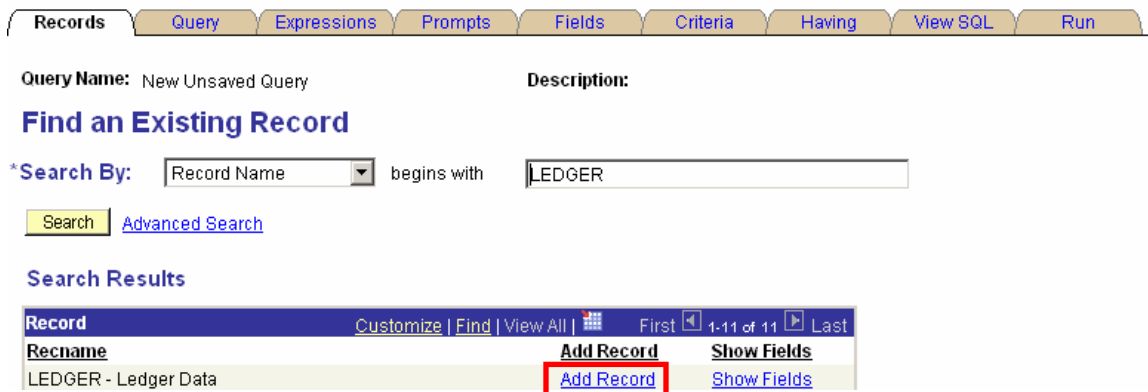 Records Query Expressions Prompts Fields Criteria Having View SQL Run
Query Name: New Unsaved Query Description:
Find an Existing Record
*Search By: Record Name begins with LEDGER
Search Advanced Search
Search Results
Record Customize | Find | View All | First 1-11 of 11 Last
Recname Add Record Show Fields
LEDGER - Ledger Data Add Record Show Fields